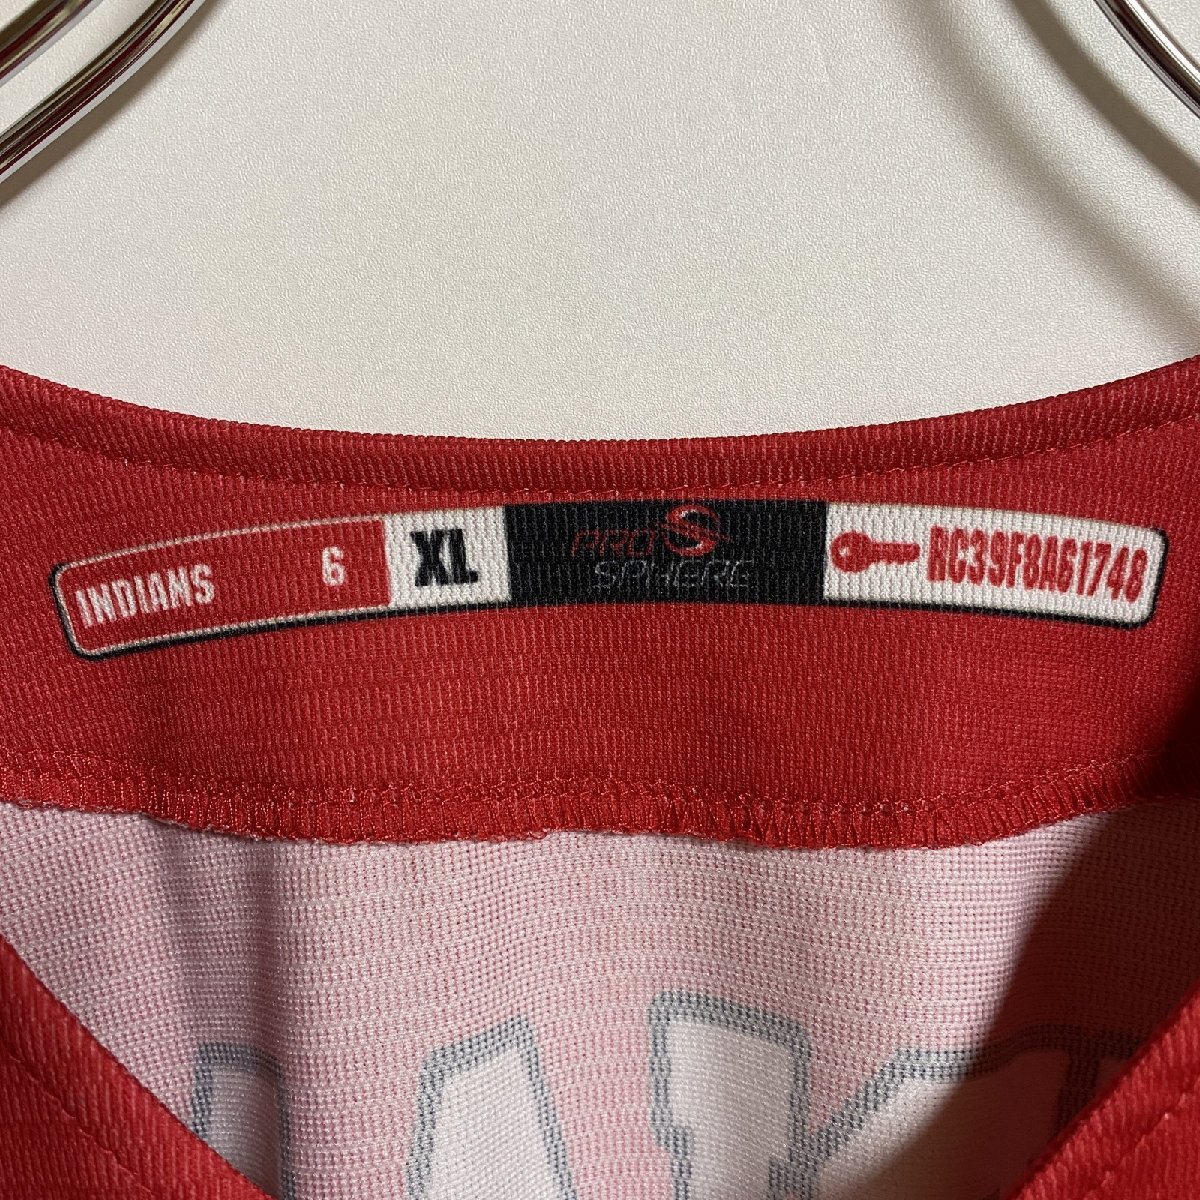 INDIANS 6 XL PRO SPHERE RC39F8A61748